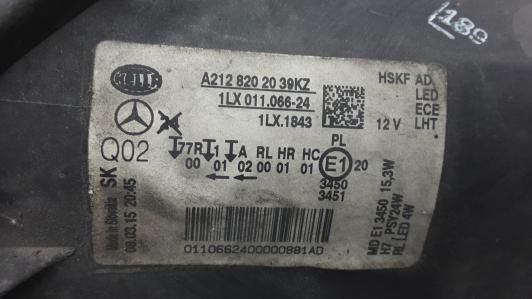 189
HELLA
A212 820 20 39KZ
1LX 011.066-24
1LX.1843
HSKF AD
LED
ECE
12 V LHT
Q02
SK
Made in Slovakia
08.03.15 20:45
77R 1 A RL HR HC PL
00 01 02 00 01 01 E1 20
3450
3451
MD E1 3450 15,3W
H7 PSY24W
RL LED 4W
01106624000000881AD